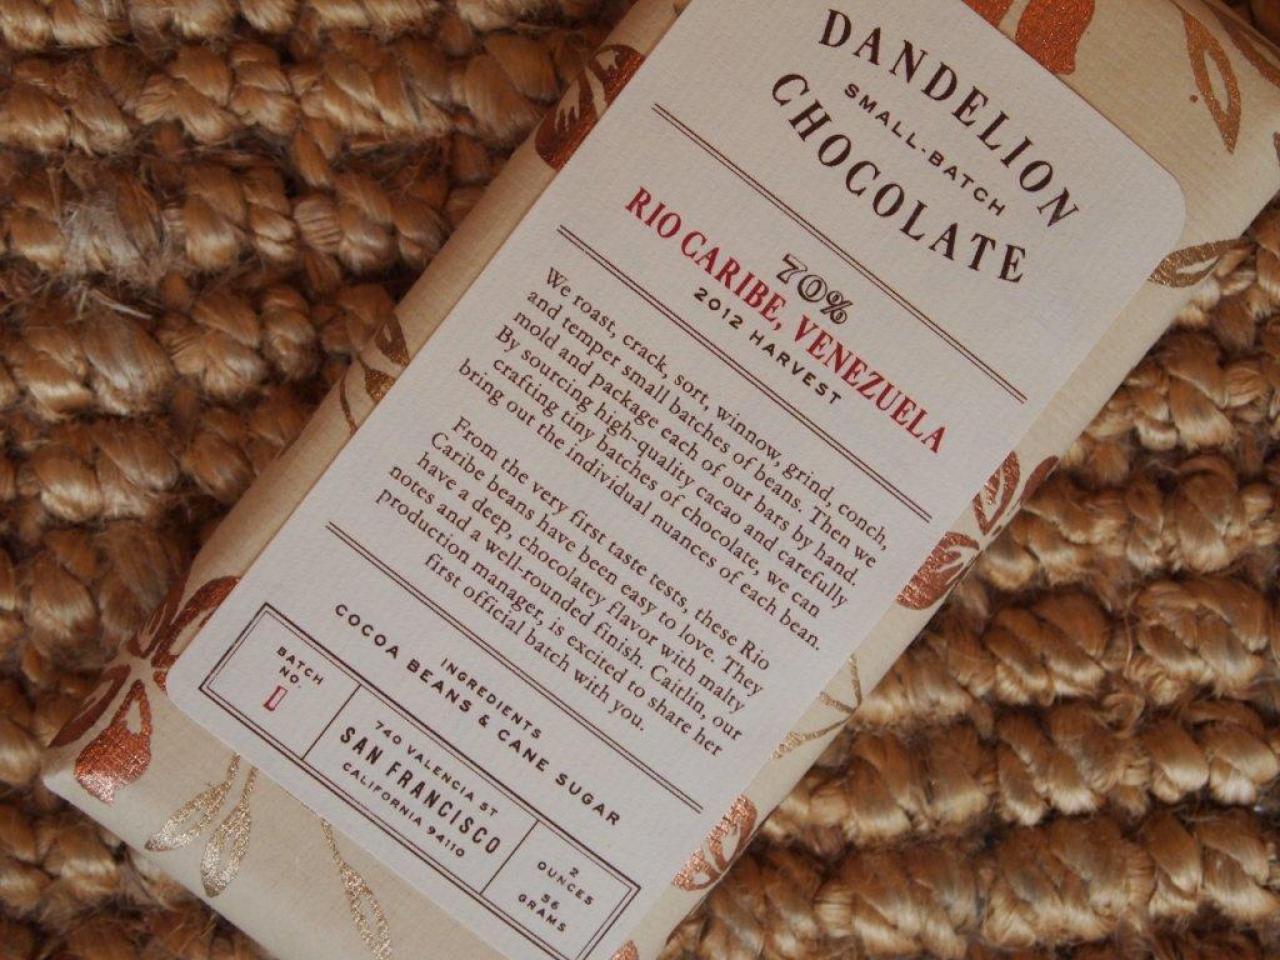 DANDELION
SMALL-BATCH
CHOCOLATE
70%
RIO CARIBE, VENEZUELA
2012 HARVEST
We roast, crack, sort, winnow, grind, conch,
and temper small batches of beans. Then we
mold and package each of our bars by hand.
By sourcing high-quality cacao and carefully
crafting tiny batches of chocolate, we can
bring out the individual nuances of each bean.
From the very first taste tests, these Rio
Caribe beans have been easy to love. They
have a deep, chocolatey flavor with malty
notes and a well-rounded finish. Caitlin, our
production manager, is excited to share her
first official batch with you.
INGREDIENTS
COCOA BEANS & CANE SUGAR
BATCH
NO.
740 VALENCIA ST
SAN FRANCISCO
CALIFORNIA 94110
2
OUNCES
56
GRAMS